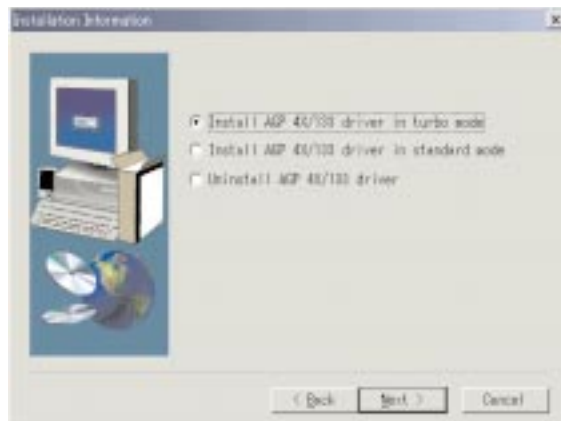 Installation Information
Install AGP 4X/133 driver in turbo mode
Install AGP 4X/133 driver in standard mode
Uninstall AGP 4X/133 driver
< Back
Next >
Cancel